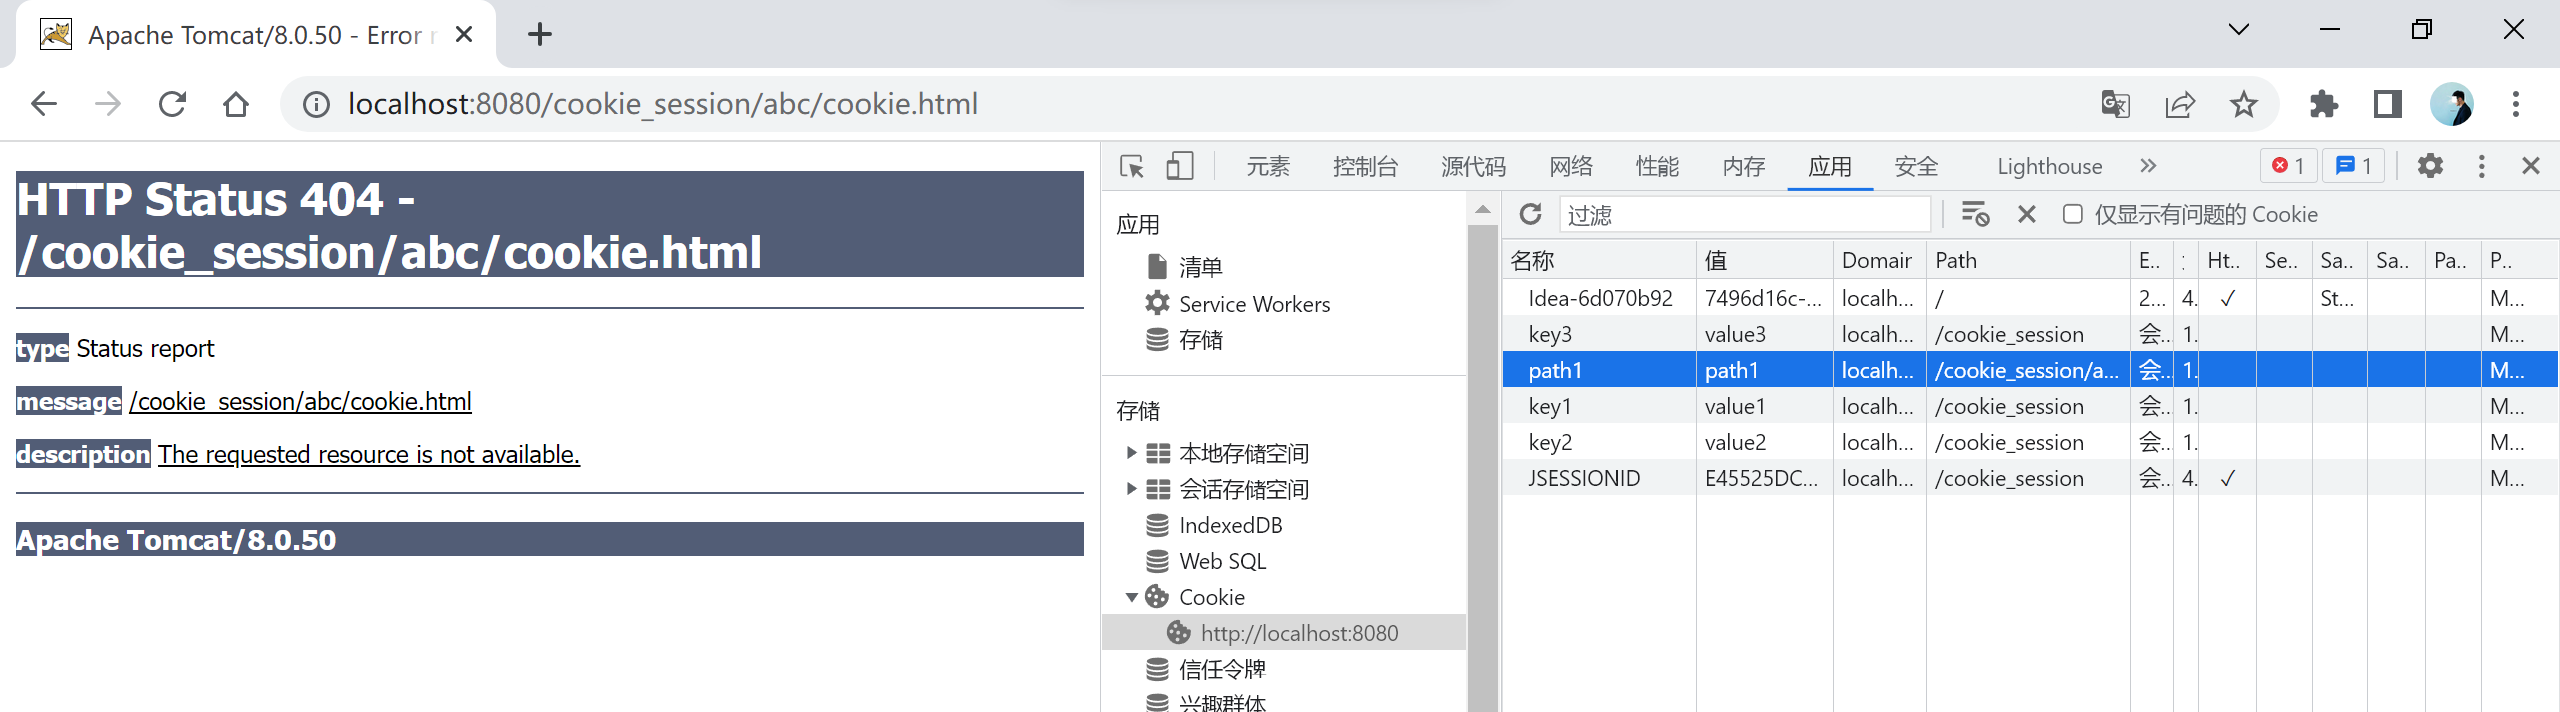 Apache Tomcat/8.0.50 - Error r
localhost:8080/cookie_session/abc/cookie.html
HTTP Status 404 -
/cookie_session/abc/cookie.html
type Status report
message /cookie_session/abc/cookie.html
description The requested resource is not available.
Apache Tomcat/8.0.50
元素 控制台 源代码 网络 性能 内存 应用 安全 Lighthouse » 1 1
应用
清单
Service Workers
存储
存储
本地存储空间
会话存储空间
IndexedDB
Web SQL
Cookie
http://localhost:8080
信任令牌
兴趣群体
过滤 仅显示有问题的 Cookie
名称 值 Domair Path E.. Ht.. Se.. Sa.. Sa.. Pa.. P..
Idea-6d070b92 7496d16c-... localh... / 2... 4. ✓ St... M...
key3 value3 localh... /cookie_session 会... 1. M...
path1 path1 localh... /cookie_session/a... 会... 1. M...
key1 value1 localh... /cookie_session 会... 1. M...
key2 value2 localh... /cookie_session 会... 1. M...
JSESSIONID E45525DC... localh... /cookie_session 会... 4. ✓ M...